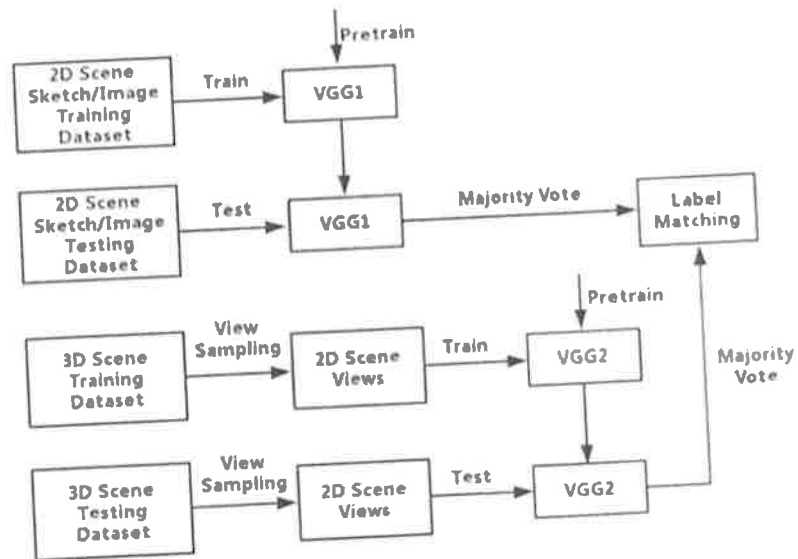 Pretrain
2D Scene
Sketch/Image
Training
Dataset
Train
VGG1
2D Scene
Sketch/Image
Testing
Dataset
Test
VGG1
Majority Vote
Label
Matching
Pretrain
3D Scene
Training
Dataset
View
Sampling
2D Scene
Views
Train
VGG2
Majority
Vote
3D Scene
Testing
Dataset
View
Sampling
2D Scene
Views
Test
VGG2